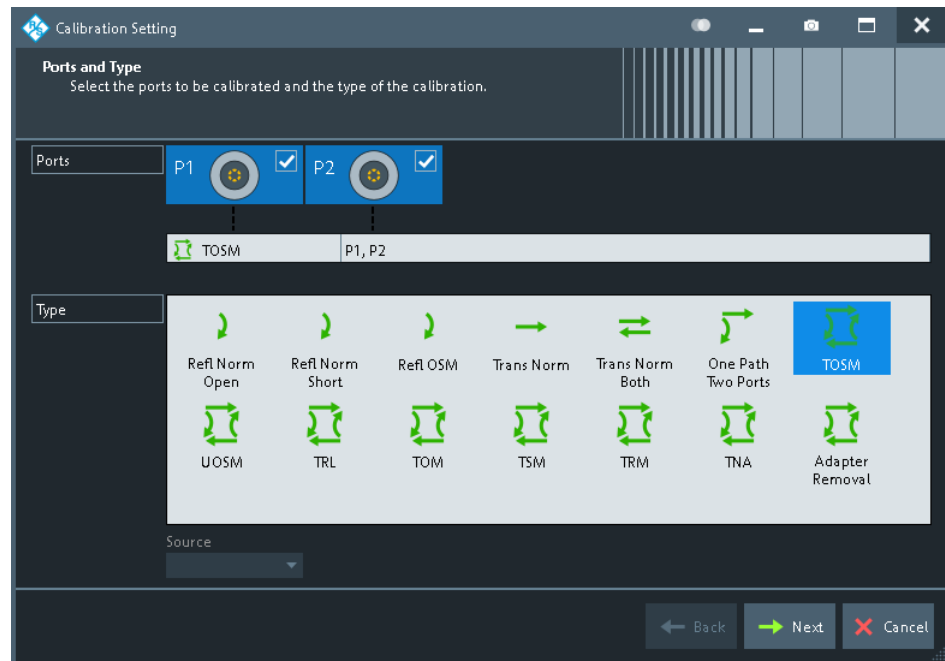 Calibration Setting
Ports and Type
Select the ports to be calibrated and the type of the calibration.
Ports
P1
P2
TOSM
P1, P2
Type
Refl Norm
Open
Refl Norm
Short
Refl OSM
Trans Norm
Trans Norm
Both
One Path
Two Ports
TOSM
UOSM
TRL
TOM
TSM
TRM
TNA
Adapter
Removal
Source
Back
Next
Cancel